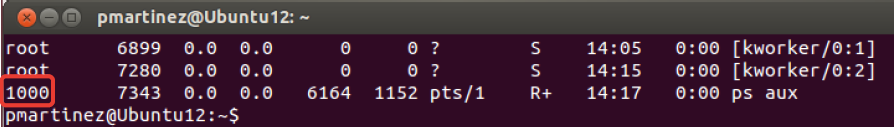 pmartinez@Ubuntu12: ~
root 6899 0.0 0.0 0 0 ? S 14:05 0:00 [kworker/0:1]
root 7280 0.0 0.0 0 0 ? S 14:15 0:00 [kworker/0:2]
1000 7343 0.0 0.0 6164 1152 pts/1 R+ 14:17 0:00 ps aux
pmartinez@Ubuntu12:~$